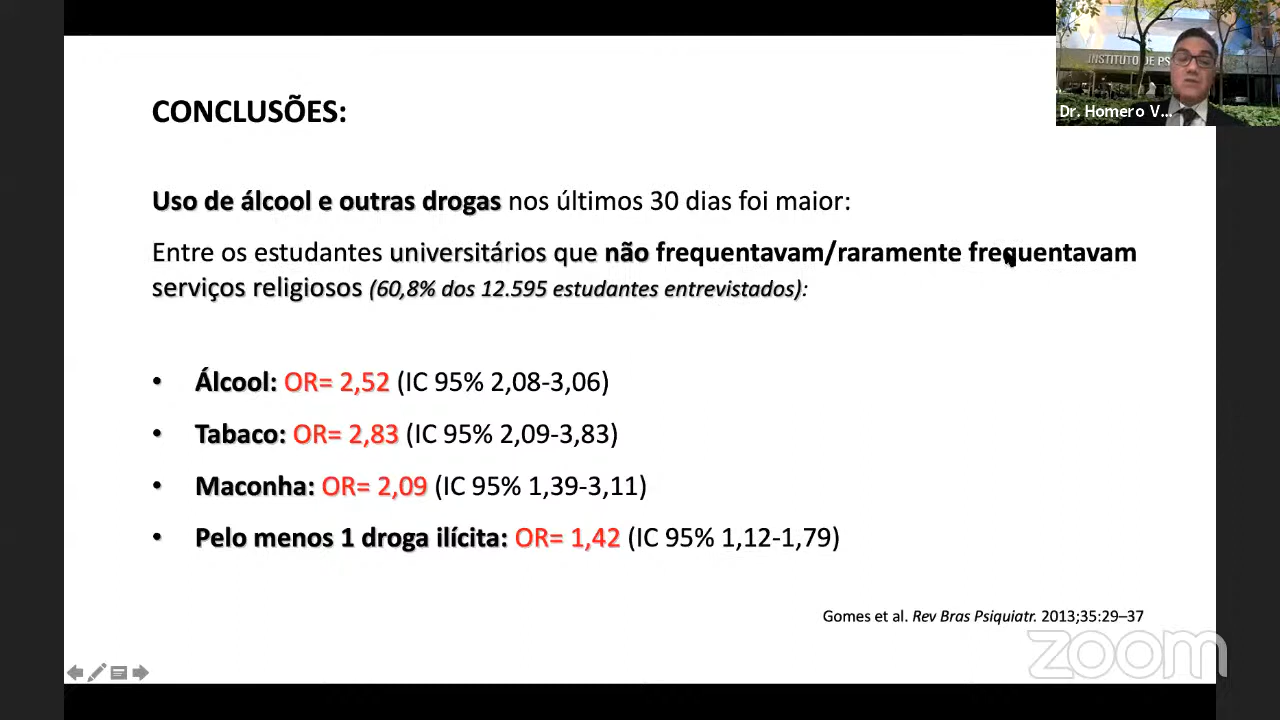 INSTITUTO DE PS
Dr. Homero V...
CONCLUSÕES:
Uso de álcool e outras drogas nos últimos 30 dias foi maior:
Entre os estudantes universitários que não frequentavam/raramente frequentavam
serviços religiosos (60,8% dos 12.595 estudantes entrevistados):
• Álcool: OR= 2,52 (IC 95% 2,08-3,06)
• Tabaco: OR= 2,83 (IC 95% 2,09-3,83)
• Maconha: OR= 2,09 (IC 95% 1,39-3,11)
• Pelo menos 1 droga ilícita: OR= 1,42 (IC 95% 1,12-1,79)
Gomes et al. Rev Bras Psiquiatr. 2013;35:29–37
zoom